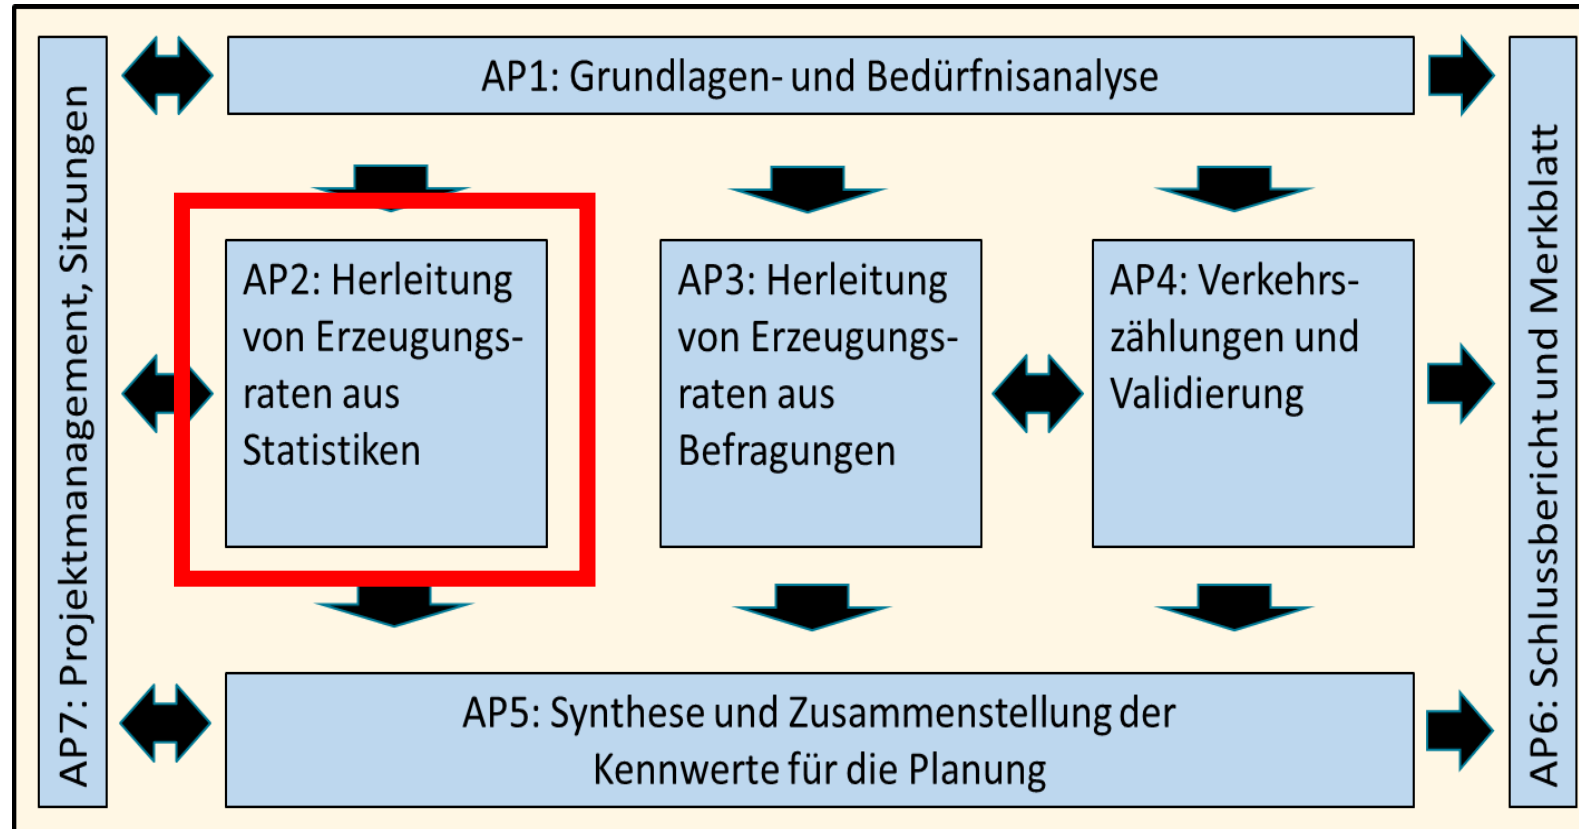 AP7: Projektmanagement, Sitzungen
AP1: Grundlagen- und Bedürfnisanalyse
AP2: Herleitung
von Erzeugungs-
raten aus
Statistiken
AP3: Herleitung
von Erzeugungs-
raten aus
Befragungen
AP4: Verkehrs-
zählungen und
Validierung
AP5: Synthese und Zusammenstellung der
Kennwerte für die Planung
AP6: Schlussbericht und Merkblatt